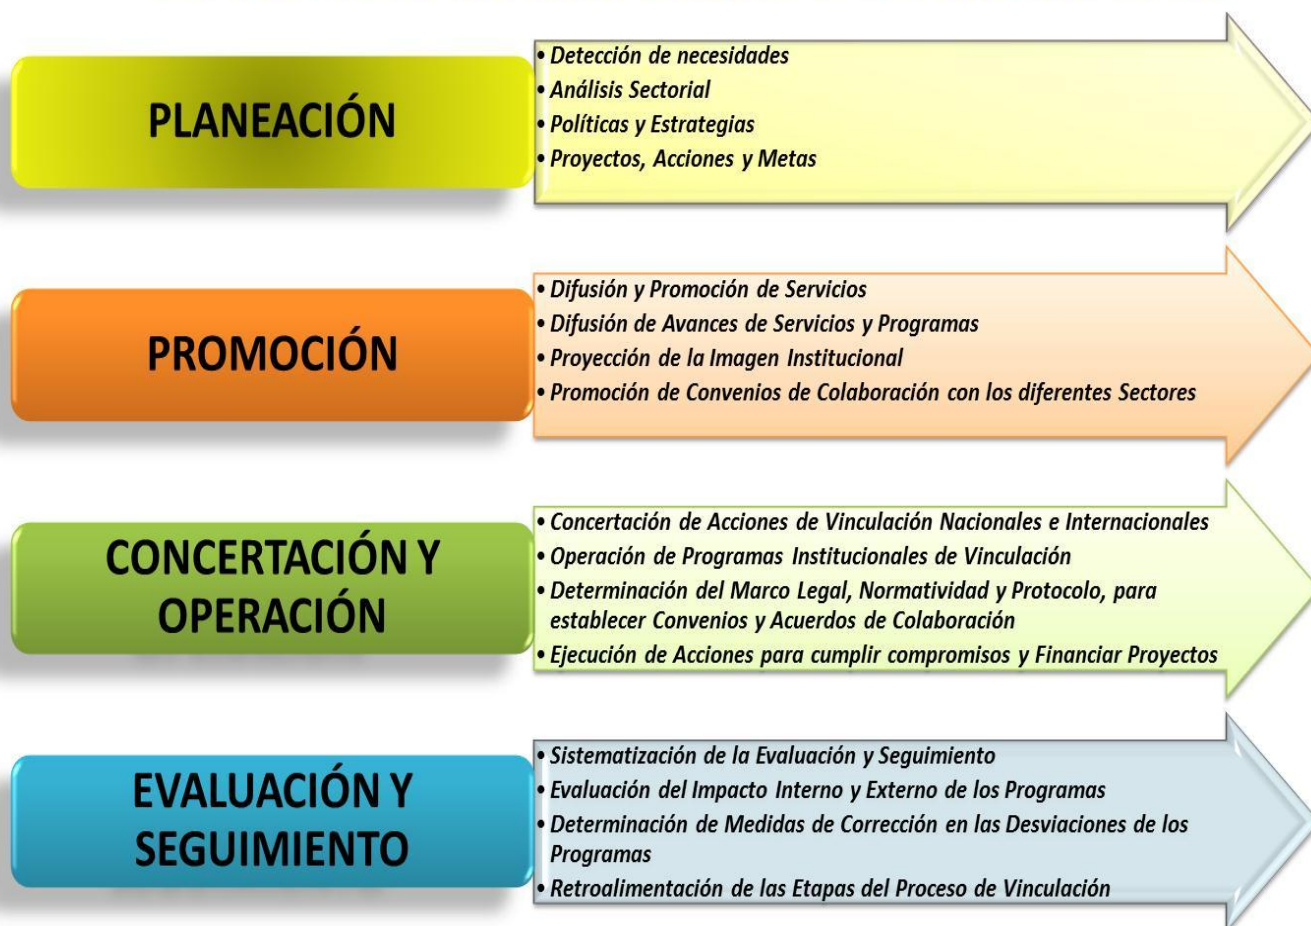 PLANEACIÓN
• Detección de necesidades
• Análisis Sectorial
• Políticas y Estrategias
• Proyectos, Acciones y Metas
PROMOCIÓN
• Difusión y Promoción de Servicios
• Difusión de Avances de Servicios y Programas
• Proyección de la Imagen Institucional
• Promoción de Convenios de Colaboración con los diferentes Sectores
CONCERTACIÓN Y
OPERACIÓN
• Concertación de Acciones de Vinculación Nacionales e Internacionales
• Operación de Programas Institucionales de Vinculación
• Determinación del Marco Legal, Normatividad y Protocolo, para
establecer Convenios y Acuerdos de Colaboración
• Ejecución de Acciones para cumplir compromisos y Financiar Proyectos
EVALUACIÓN Y
SEGUIMIENTO
• Sistematización de la Evaluación y Seguimiento
• Evaluación del Impacto Interno y Externo de los Programas
• Determinación de Medidas de Corrección en las Desviaciones de los
Programas
• Retroalimentación de las Etapas del Proceso de Vinculación